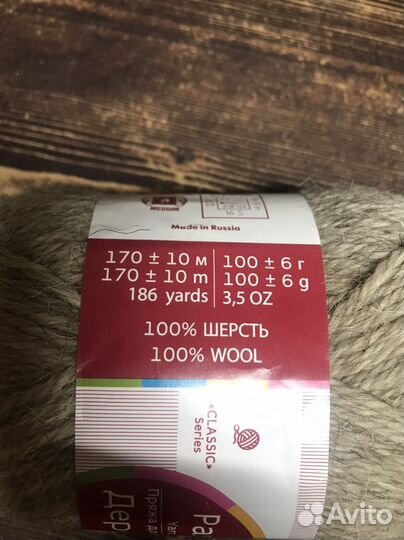 MEDIUM
16 S
Made in Russia
170 ± 10 м 100 ± 6 г
170 ± 10 m 100 ± 6 g
186 yards 3,5 OZ
100% ШЕРСТЬ
100% WOOL
«CLASSIC»
Series
Пряжа
Дер
Avito